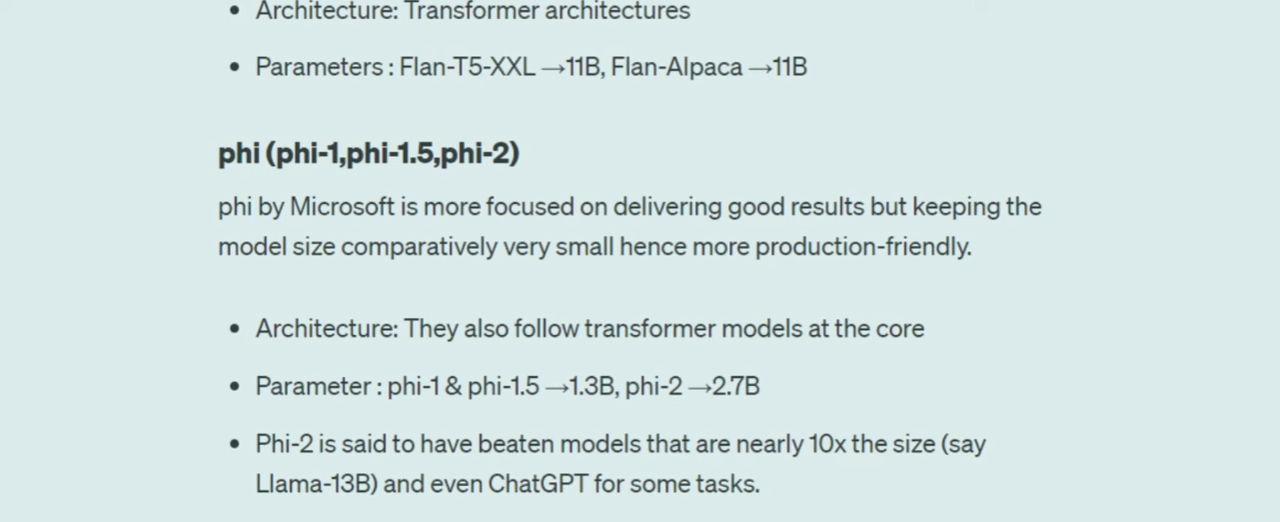 • Architecture: Transformer architectures
• Parameters : Flan-T5-XXL →11B, Flan-Alpaca →11B
phi (phi-1,phi-1.5,phi-2)
phi by Microsoft is more focused on delivering good results but keeping the
model size comparatively very small hence more production-friendly.
• Architecture: They also follow transformer models at the core
• Parameter : phi-1 & phi-1.5 →1.3B, phi-2 →2.7B
• Phi-2 is said to have beaten models that are nearly 10x the size (say
Llama-13B) and even ChatGPT for some tasks.